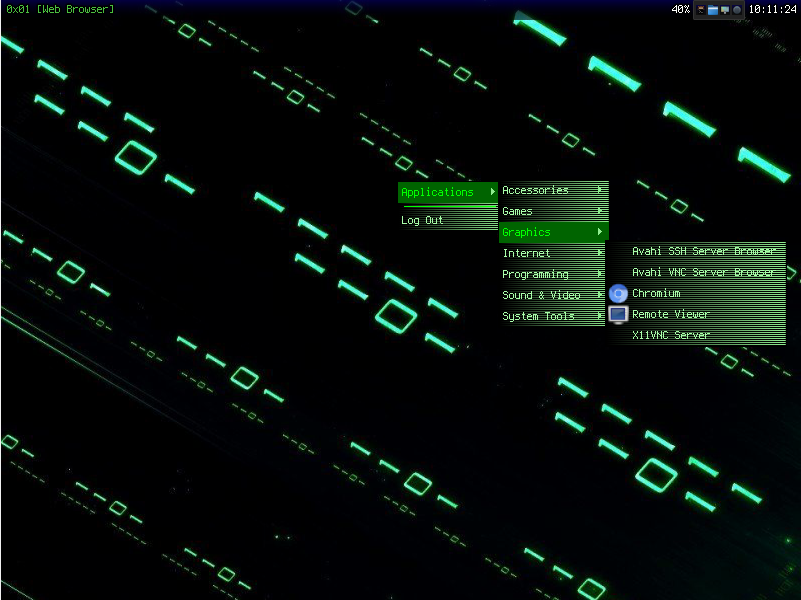 0x01 [Web Browser]
40%
10:11:24
Applications
Log Out
Accessories
Games
Graphics
Internet
Programming
Sound & Video
System Tools
Avahi SSH Server Browser
Avahi VNC Server Browser
Chromium
Remote Viewer
X11VNC Server